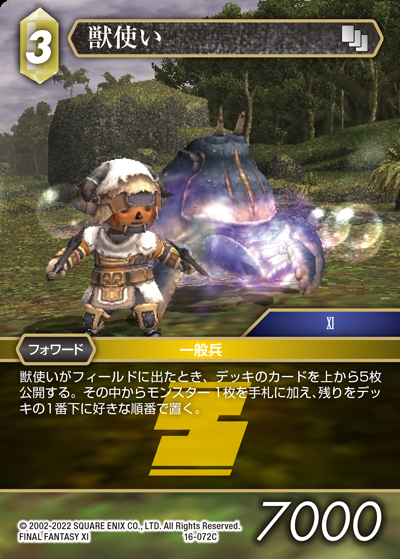 3
獣使い
XI
フォワード
一般兵
獣使いがフィールドに出たとき、デッキのカードを上から5枚
公開する。その中からモンスター1枚を手札に加え、残りをデッ
キの1番下に好きな順番で置く。
© 2002-2022 SQUARE ENIX CO., LTD. All Rights Reserved.
FINAL FANTASY XI
16-072C
7000